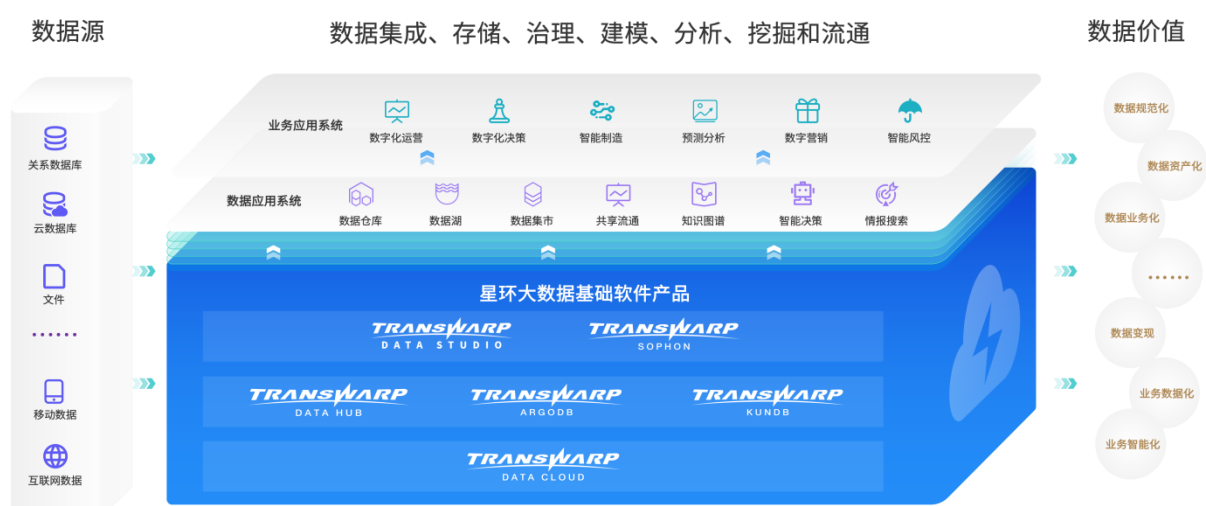 数据源
数据集成、存储、治理、建模、分析、挖掘和流通
数据价值
关系数据库
云数据库
文件
......
移动数据
互联网数据
业务应用系统
数字化运营
数字化决策
智能制造
预测分析
数字营销
智能风控
数据应用系统
数据仓库
数据湖
数据集市
共享流通
知识图谱
智能决策
情报搜索
星环大数据基础软件产品
TRANSWARP
DATA STUDIO
TRANSWARP
SOPHON
TRANSWARP
DATA HUB
TRANSWARP
ARGODB
TRANSWARP
KUNDB
TRANSWARP
DATA CLOUD
数据规范化
数据资产化
数据业务化
......
数据变现
业务数据化
业务智能化